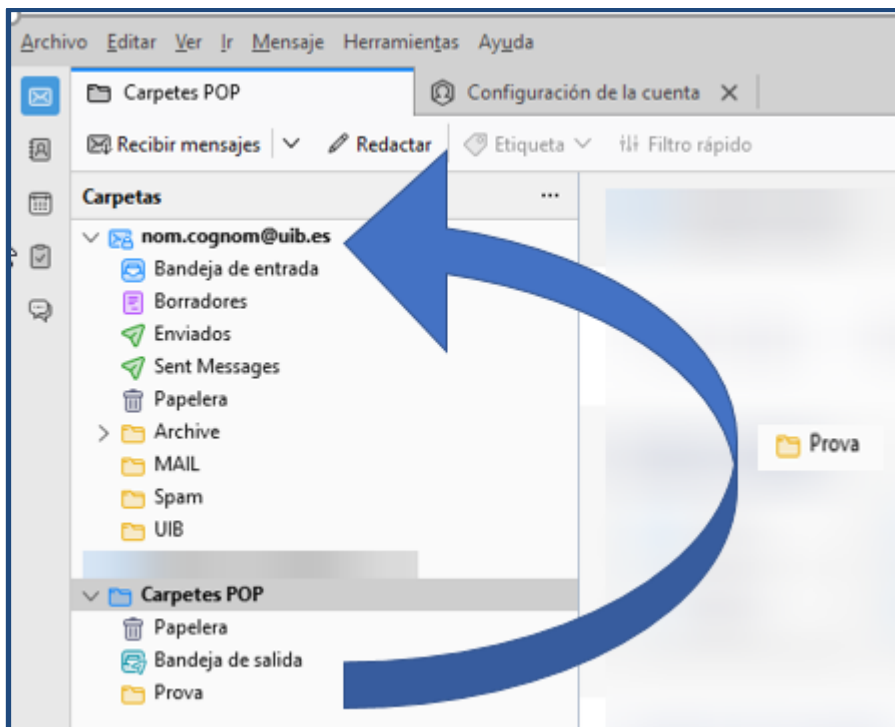 Archivo Editar Ver Ir Mensaje Herramientas Ayuda
Carpetes POP Configuración de la cuenta
Recibir mensajes Redactar Etiqueta Filtro rápido
Carpetas ...
nom.cognom@uib.es
Bandeja de entrada
Borradores
Enviados
Sent Messages
Papelera
Archive
MAIL
Spam
UIB
Prova
Carpetes POP
Papelera
Bandeja de salida
Prova